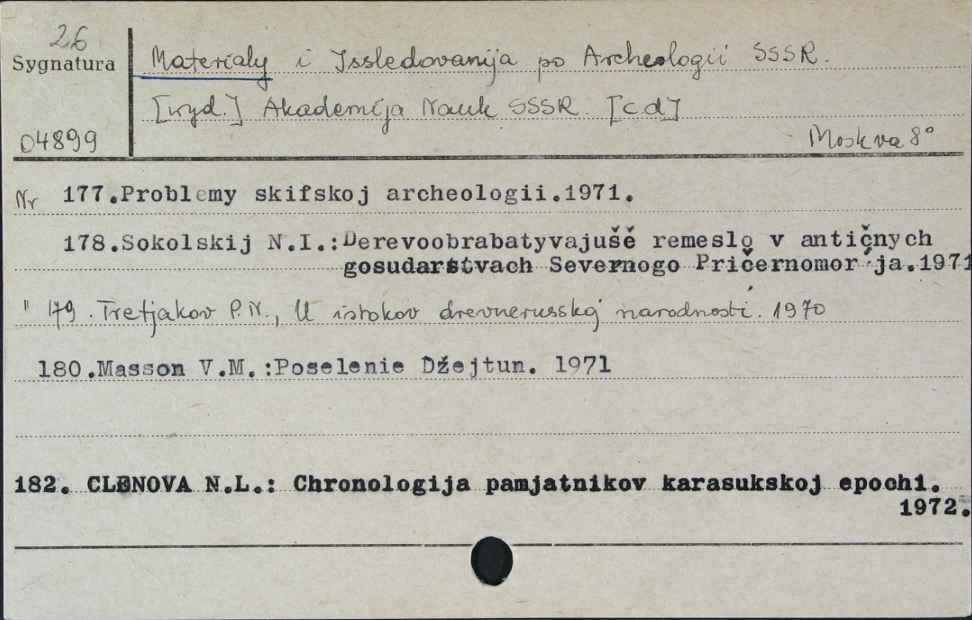 26
Sygnatura
04899
Materialy i Issledovanija po Archeologii SSSR.
[wyd.] Akademija Nauk SSSR. [cd]
Moskva 8°
Nr 177.Problemy skifskoj archeologii.1971.
178.Sokolskij N.I.:Derevoobrabatyvajušě remeslo v antičnych
gosudarstvach Severnogo Pričernomor'ja.1971
" 179. Tretjakov P.N., U istokov drevnerusskoj narodnosti. 1970
180.Masson V.M.:Poselenie Džejtun. 1971
182. CLENOVA N.L.: Chronologija pamjatnikov karasukskoj epochi.
1972.